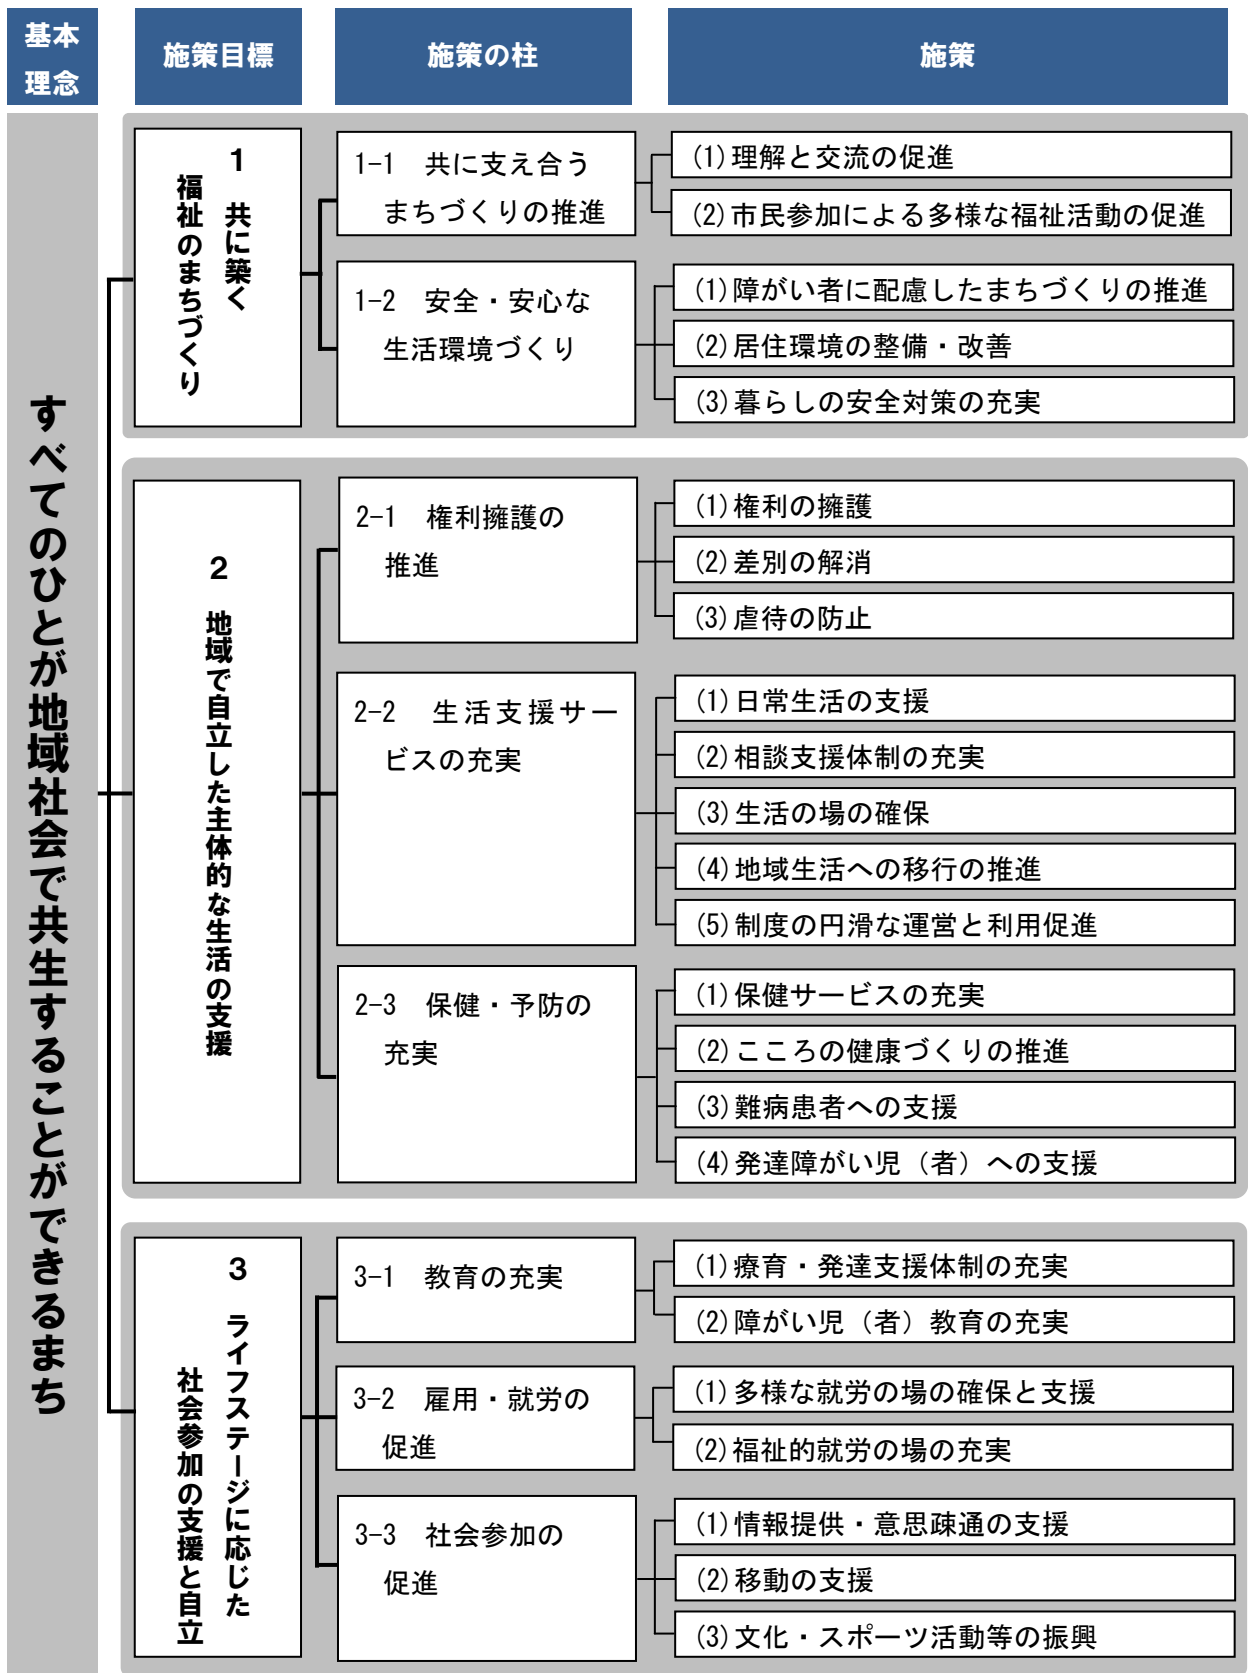 基本
理念
施策目標
施策の柱
施策
すべてのひとが地域社会で共生することができるまち
1 共に築く
福祉のまちづくり
1-1 共に支え合う
まちづくりの推進
(1)理解と交流の促進
(2)市民参加による多様な福祉活動の促進
1-2 安全・安心な
生活環境づくり
(1)障がい者に配慮したまちづくりの推進
(2)居住環境の整備・改善
(3)暮らしの安全対策の充実
2 地域で自立した主体的な生活の支援
2-1 権利擁護の
推進
(1)権利の擁護
(2)差別の解消
(3)虐待の防止
2-2 生活支援サー
ビスの充実
(1)日常生活の支援
(2)相談支援体制の充実
(3)生活の場の確保
(4)地域生活への移行の推進
(5)制度の円滑な運営と利用促進
2-3 保健・予防の
充実
(1)保健サービスの充実
(2)こころの健康づくりの推進
(3)難病患者への支援
(4)発達障がい児（者）への支援
3 ライフステージに応じた
社会参加の支援と自立
3-1 教育の充実
(1)療育・発達支援体制の充実
(2)障がい児（者）教育の充実
3-2 雇用・就労の
促進
(1)多様な就労の場の確保と支援
(2)福祉的就労の場の充実
3-3 社会参加の
促進
(1)情報提供・意思疎通の支援
(2)移動の支援
(3)文化・スポーツ活動等の振興